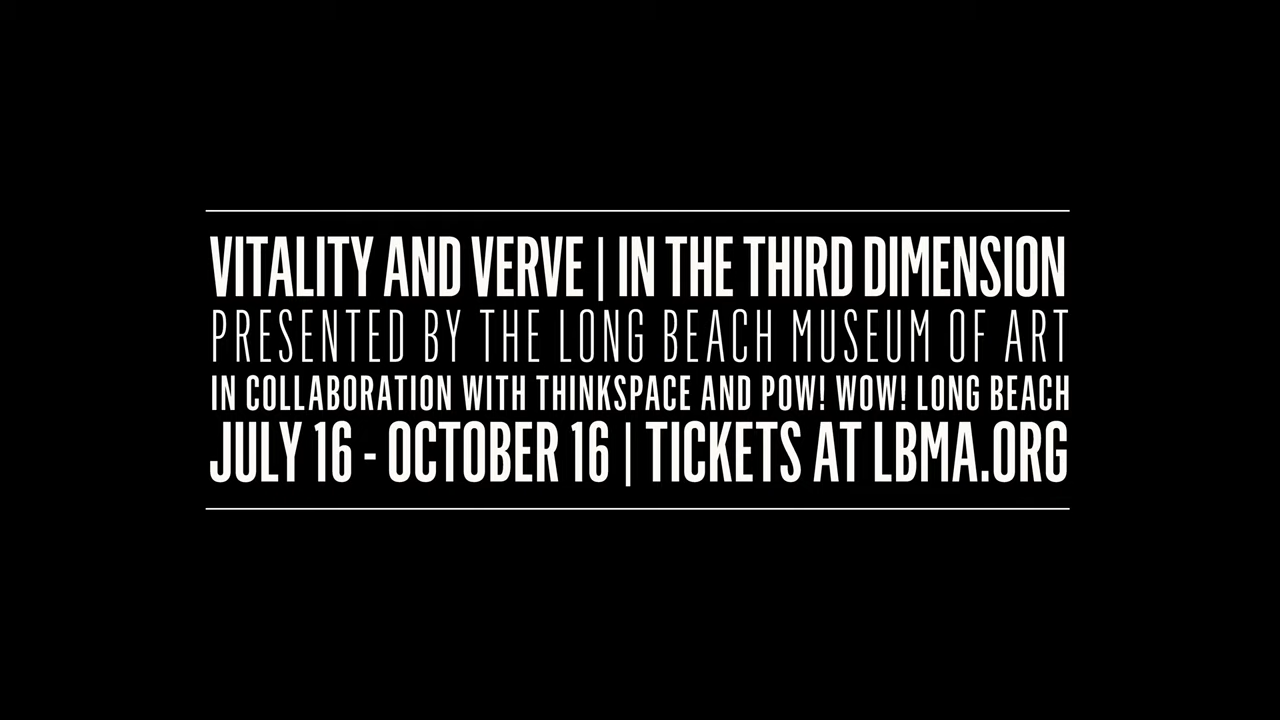 VITALITY AND VERVE | IN THE THIRD DIMENSION
PRESENTED BY THE LONG BEACH MUSEUM OF ART
IN COLLABORATION WITH THINKSPACE AND POW! WOW! LONG BEACH
JULY 16 - OCTOBER 16 | TICKETS AT LBMA.ORG